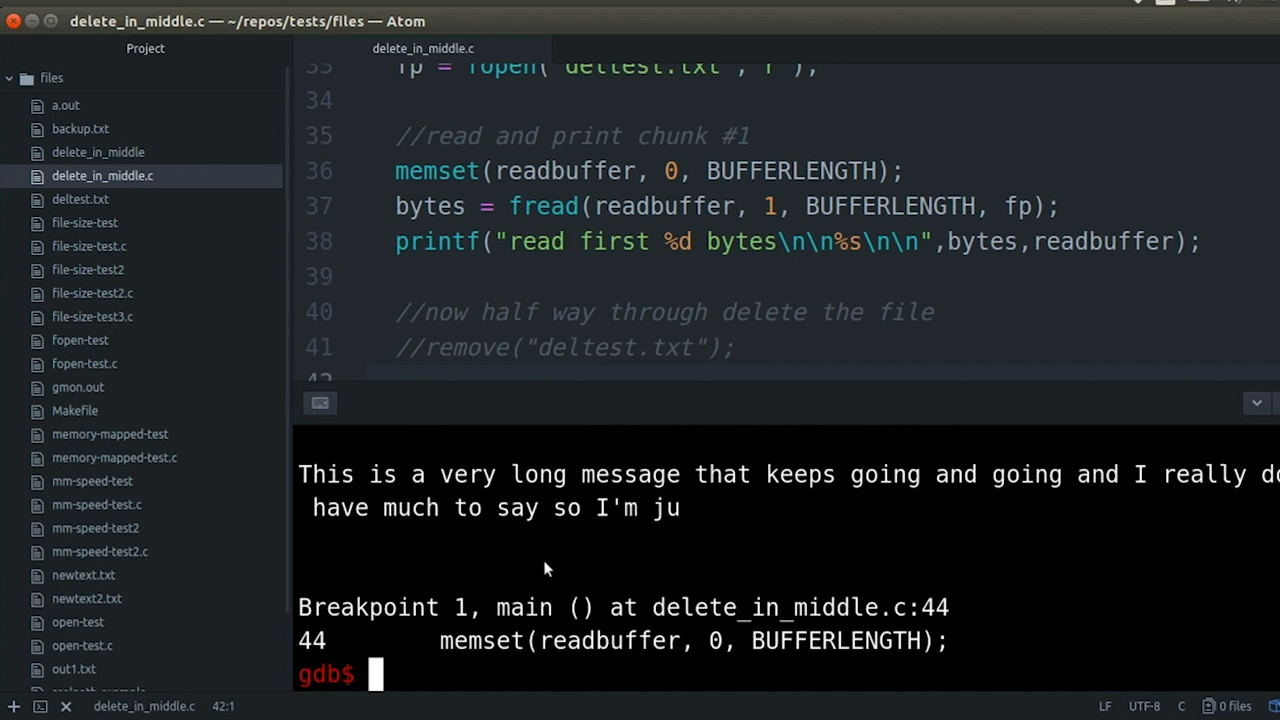 delete_in_middle.c — ~/repos/tests/files — Atom
Project
files
a.out
backup.txt
delete_in_middle
delete_in_middle.c
deltest.txt
file-size-test
file-size-test.c
file-size-test2
file-size-test2.c
file-size-test3.c
fopen-test
fopen-test.c
gmon.out
Makefile
memory-mapped-test
memory-mapped-test.c
mm-speed-test
mm-speed-test.c
mm-speed-test2
mm-speed-test2.c
newtext.txt
newtext2.txt
open-test
open-test.c
out1.txt
delete_in_middle.c
33 fp = fopen("deltest.txt","r");
34
35 //read and print chunk #1
36 memset(readbuffer, 0, BUFFERLENGTH);
37 bytes = fread(readbuffer, 1, BUFFERLENGTH, fp);
38 printf("read first %d bytes\n\n%s\n\n",bytes,readbuffer);
39
40 //now half way through delete the file
41 //remove("deltest.txt");
42
This is a very long message that keeps going and going and I really do
have much to say so I'm ju
Breakpoint 1, main () at delete_in_middle.c:44
44 memset(readbuffer, 0, BUFFERLENGTH);
gdb$
delete_in_middle.c 42:1 LF UTF-8 C 0 files